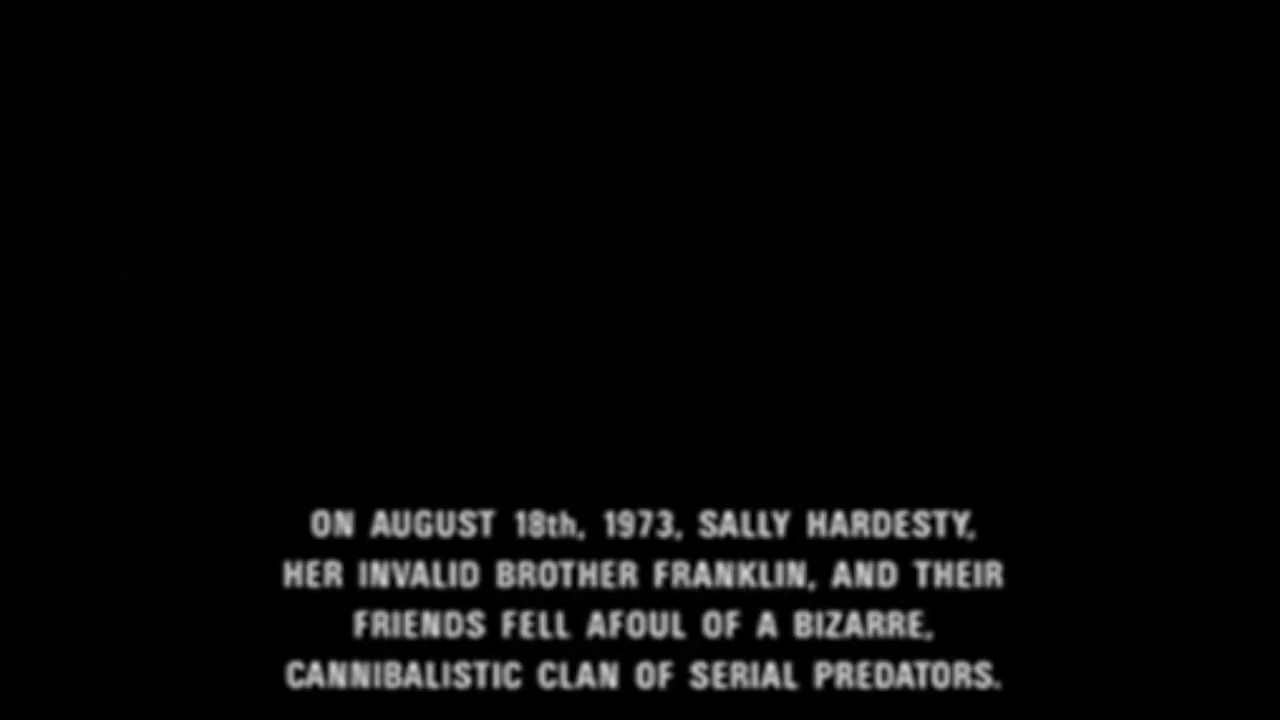 ON AUGUST 18th, 1973, SALLY HARDESTY,
HER INVALID BROTHER FRANKLIN, AND THEIR
FRIENDS FELL AFOUL OF A BIZARRE,
CANNIBALISTIC CLAN OF SERIAL PREDATORS.